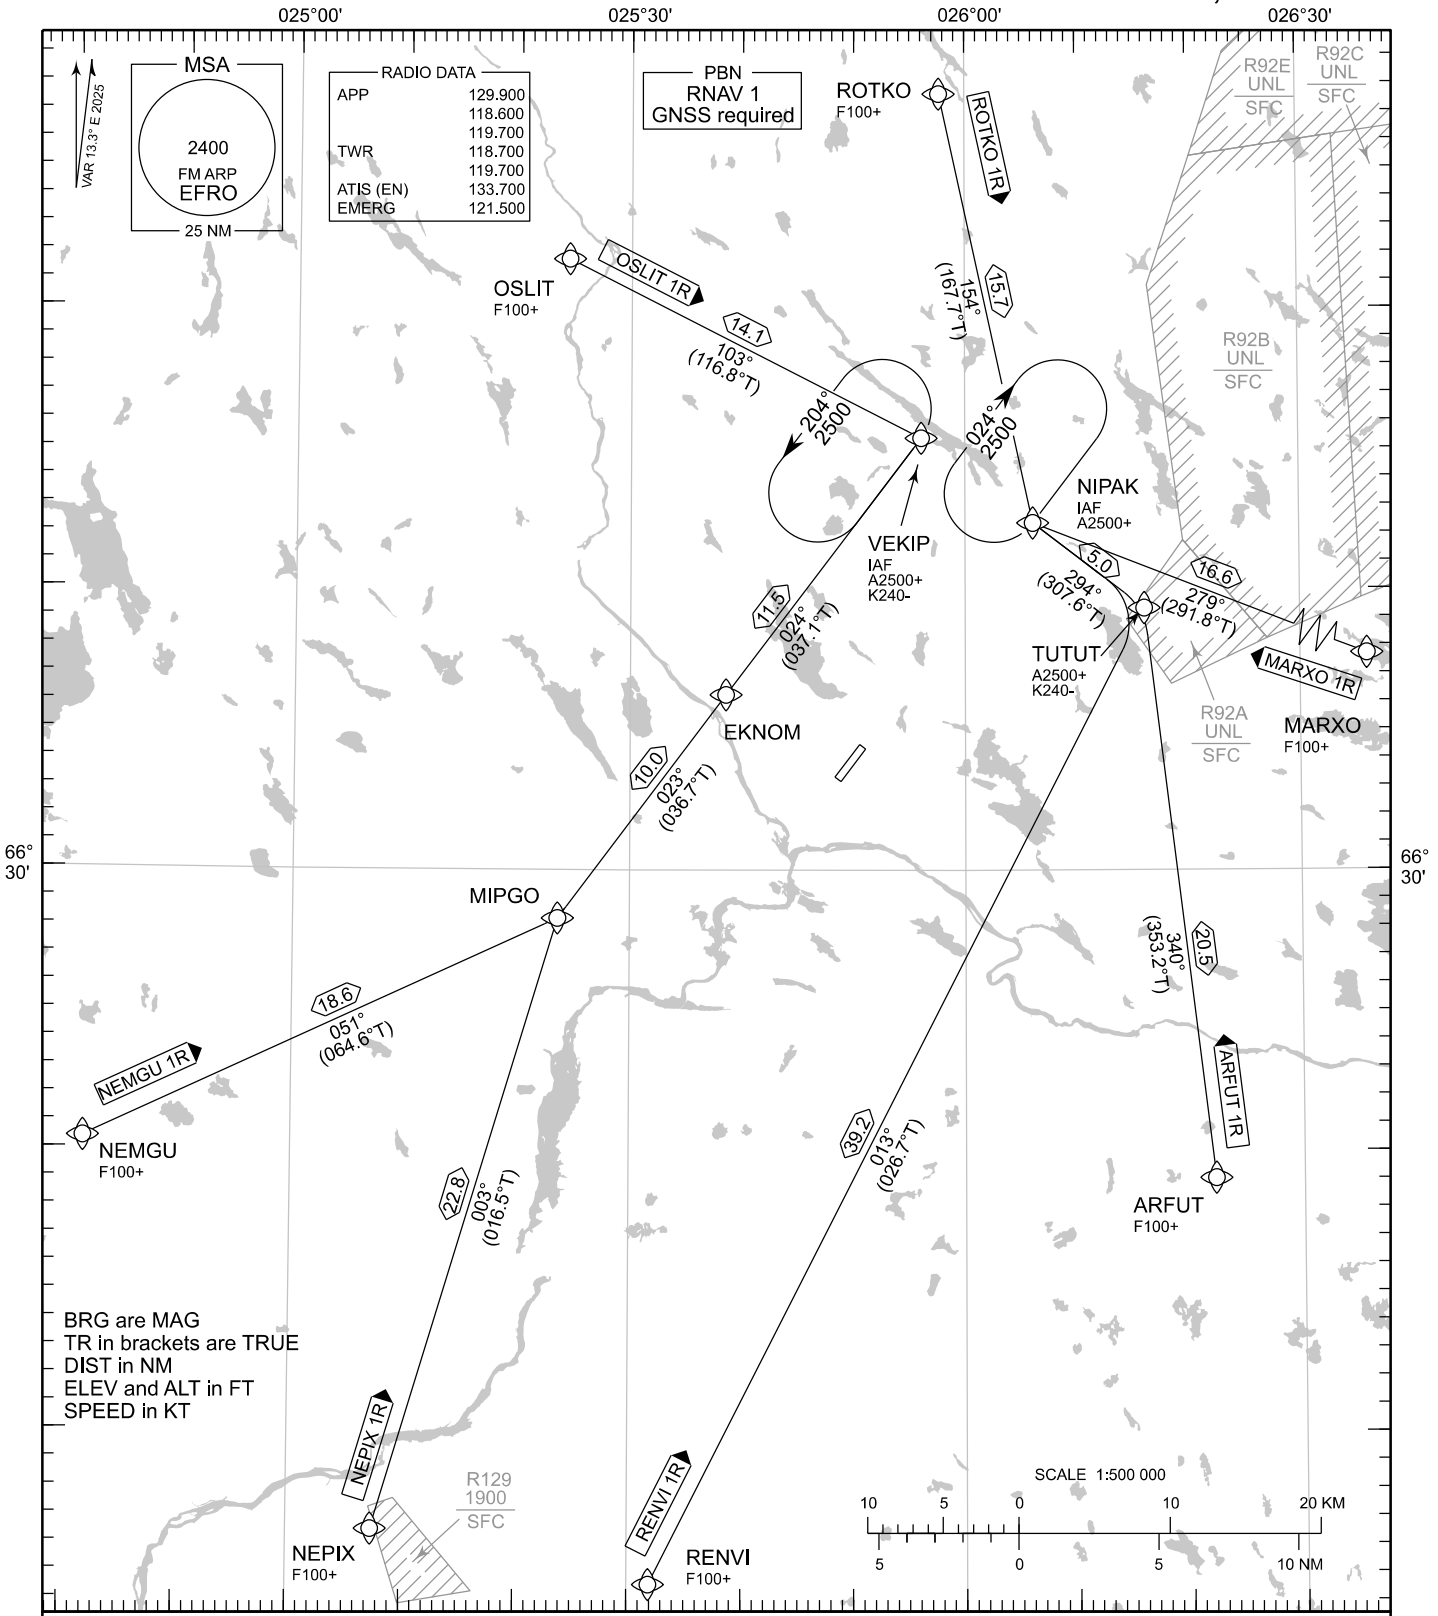 025°00'
025°30'
026°00'
026°30'
VAR 13.3° E 2025
MSA
2400
FM ARP
EFRO
25 NM
RADIO DATA
APP 129.900
118.600
119.700
TWR 118.700
119.700
ATIS (EN) 133.700
EMERG 121.500
PBN
RNAV 1
GNSS required
ROTKO
F100+
ROTKO 1R
R92E
UNL
SFC
R92C
UNL
SFC
OSLIT
F100+
OSLIT 1R
14.1
103°
(116.8°T)
15.7
154°
(167.7°T)
R92B
UNL
SFC
204°
2500
024°
2500
NIPAK
IAF
A2500+
VEKIP
IAF
A2500+
K240-
5.0
294°
(307.6°T)
16.6
279°
(291.8°T)
11.5
024°
(037.1°T)
TUTUT
A2500+
K240-
MARXO 1R
MARXO
F100+
R92A
UNL
SFC
EKNOM
10.0
023°
(036.7°T)
66°
30'
66°
30'
MIPGO
18.6
051°
(064.6°T)
NEMGU 1R
NEMGU
F100+
20.5
340°
(353.2°T)
ARFUT 1R
ARFUT
F100+
39.2
013°
(026.7°T)
22.8
003°
(016.5°T)
BRG are MAG
TR in brackets are TRUE
DIST in NM
ELEV and ALT in FT
SPEED in KT
NEPIX 1R
NEPIX
F100+
R129
1900
SFC
RENVI 1R
RENVI
F100+
SCALE 1:500 000
10 5 0 10 20 KM
5 0 5 10 NM